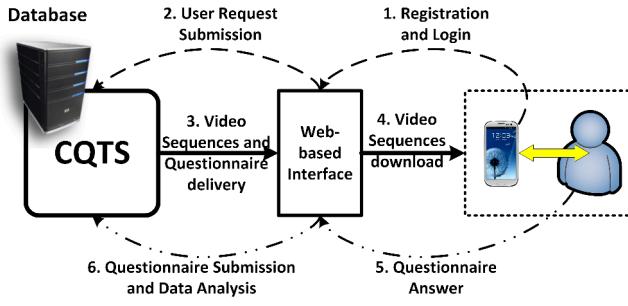 Database
2. User Request
Submission
1. Registration
and Login
CQTS
3. Video
Sequences and
Questionnaire
delivery
Web-
based
Interface
4. Video
Sequences
download
6. Questionnaire Submission
and Data Analysis
5. Questionnaire
Answer